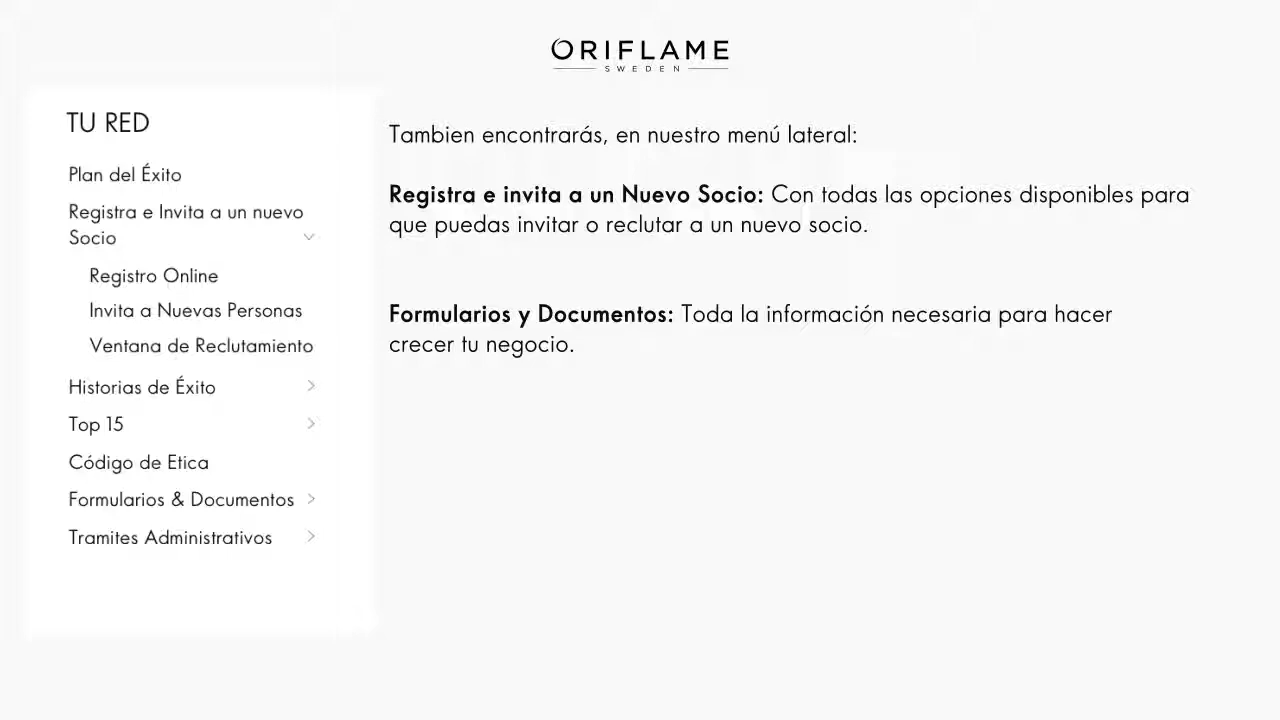 ORIFLAME
SWEDEN
TU RED
Plan del Éxito
Registra e Invita a un nuevo
Socio
Registro Online
Invita a Nuevas Personas
Ventana de Reclutamiento
Historias de Éxito
Top 15
Código de Etica
Formularios & Documentos
Tramites Administrativos
Tambien encontrarás, en nuestro menú lateral:
Registra e invita a un Nuevo Socio: Con todas las opciones disponibles para
que puedas invitar o reclutar a un nuevo socio.
Formularios y Documentos: Toda la información necesaria para hacer
crecer tu negocio.